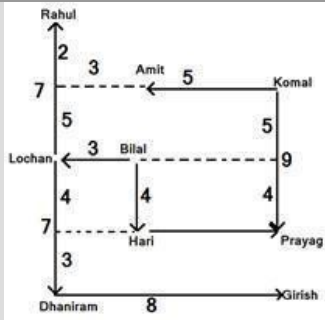 Rahul
2
3
Amit
5
Komal
7
5
5
Lochan
3
Bilal
9
4
4
4
7
Hari
Prayag
3
Dhaniram
8
Girish